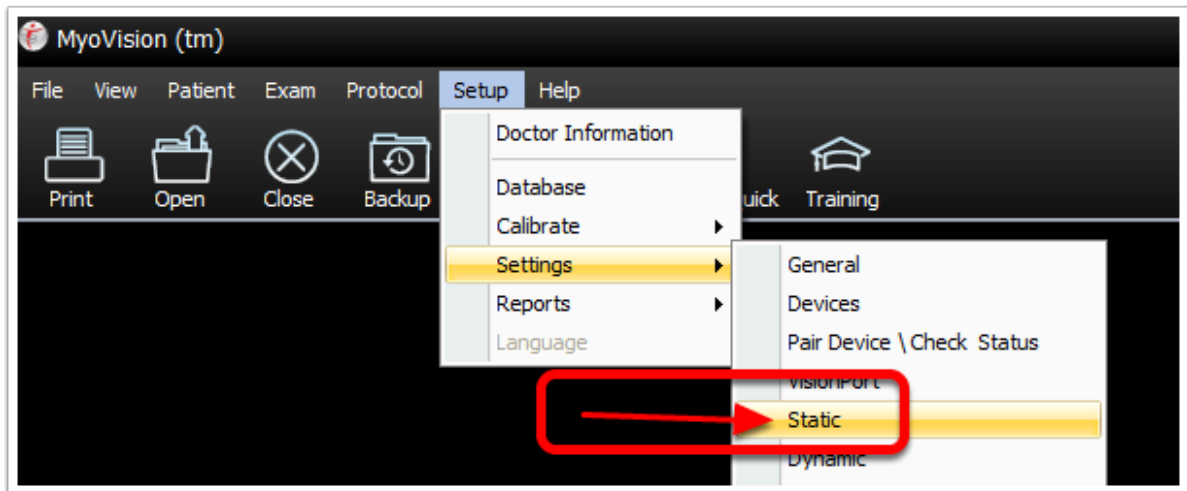 MyoVision (tm)
File View Patient Exam Protocol Setup Help
Print Open Close Backup uick Training
Doctor Information
Database
Calibrate
Settings
Reports
Language
General
Devices
Pair Device \ Check Status
VisionPort
Static
Dynamic